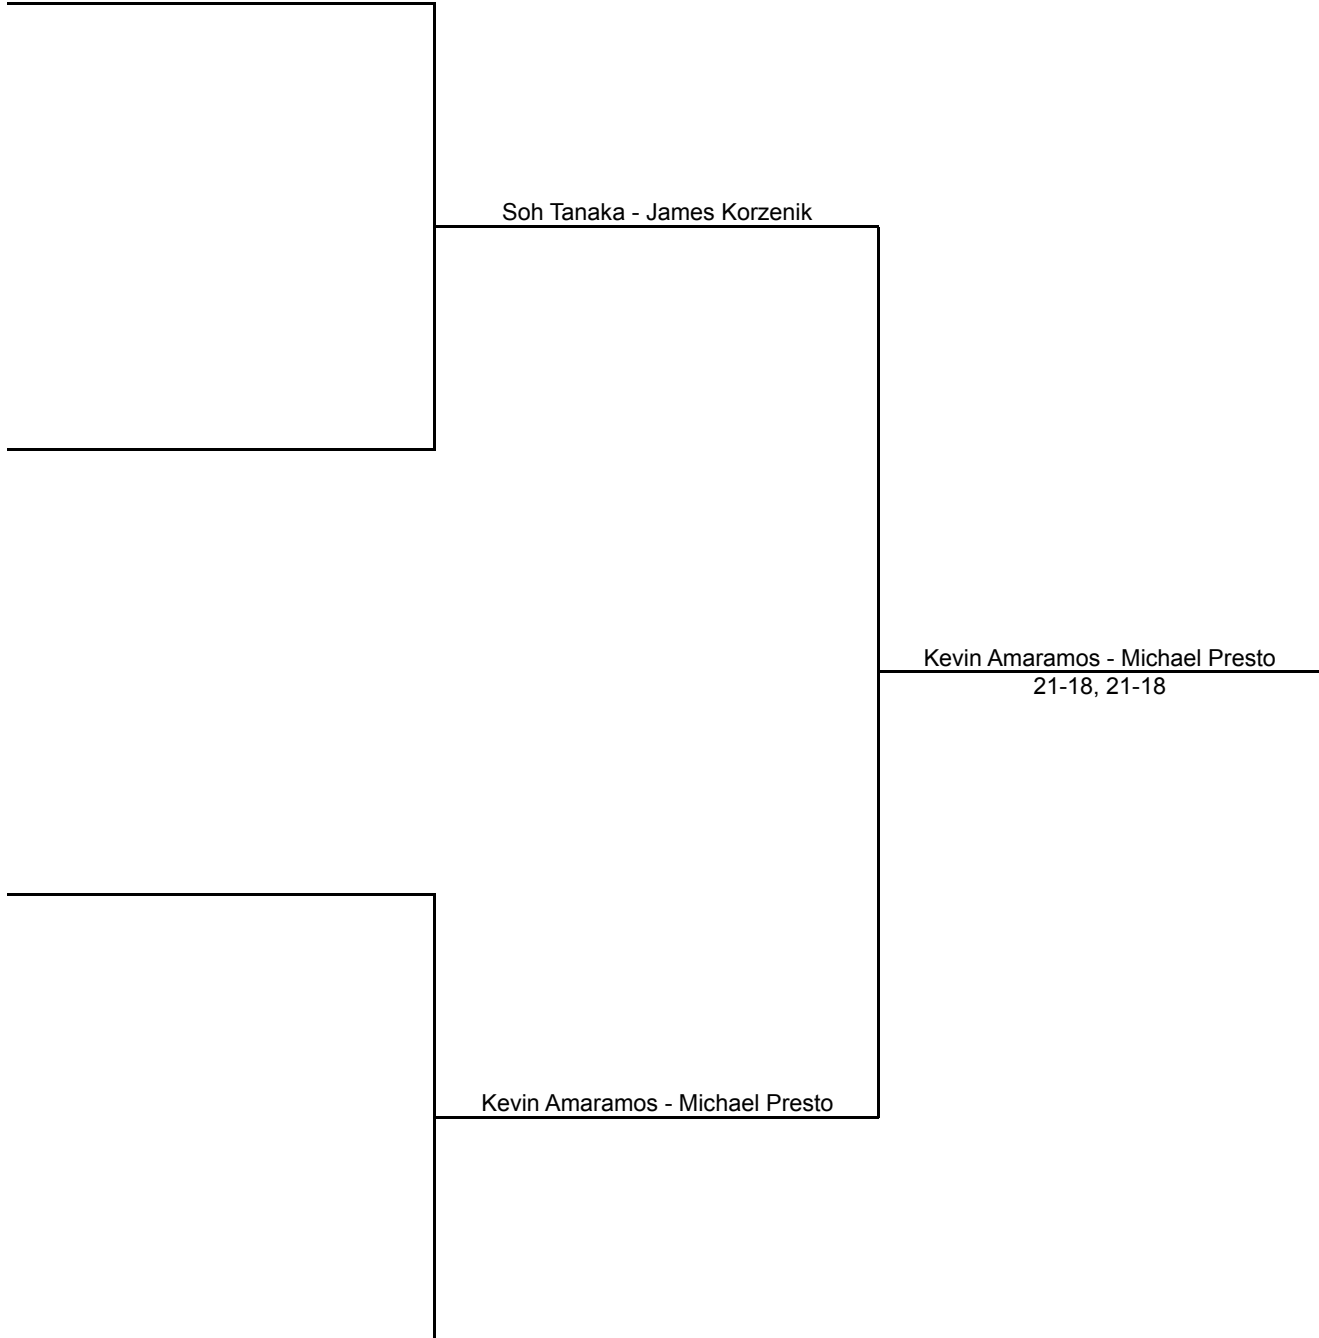 Soh Tanaka - James Korzenik
Kevin Amaramos - Michael Presto
21-18, 21-18
Kevin Amaramos - Michael Presto